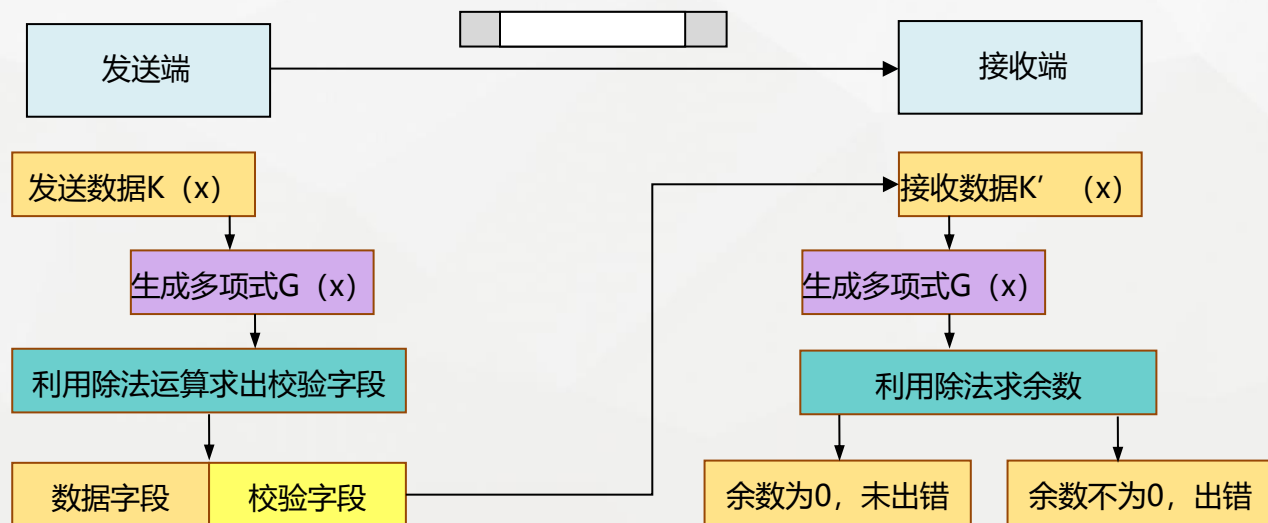 发送端
接收端
发送数据K（x）
接收数据K′（x）
生成多项式G（x）
生成多项式G（x）
利用除法运算求出校验字段
利用除法求余数
数据字段
校验字段
余数为0，未出错
余数不为0，出错